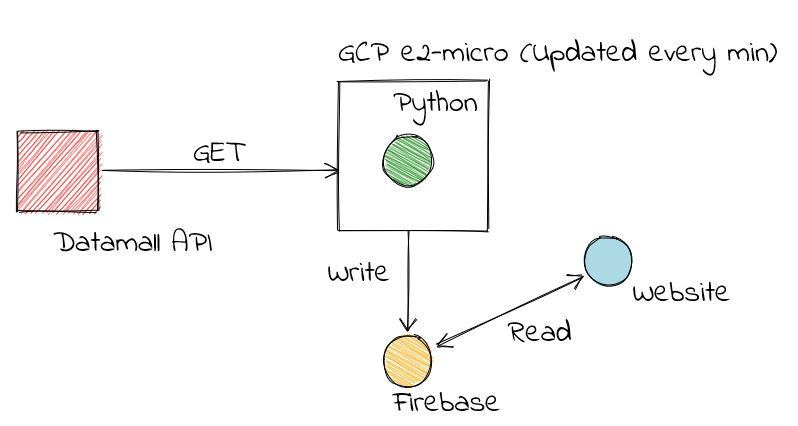 GCP e2-micro (Updated every min)
Python
GET
Datamall API
Write
Website
Read
Firebase